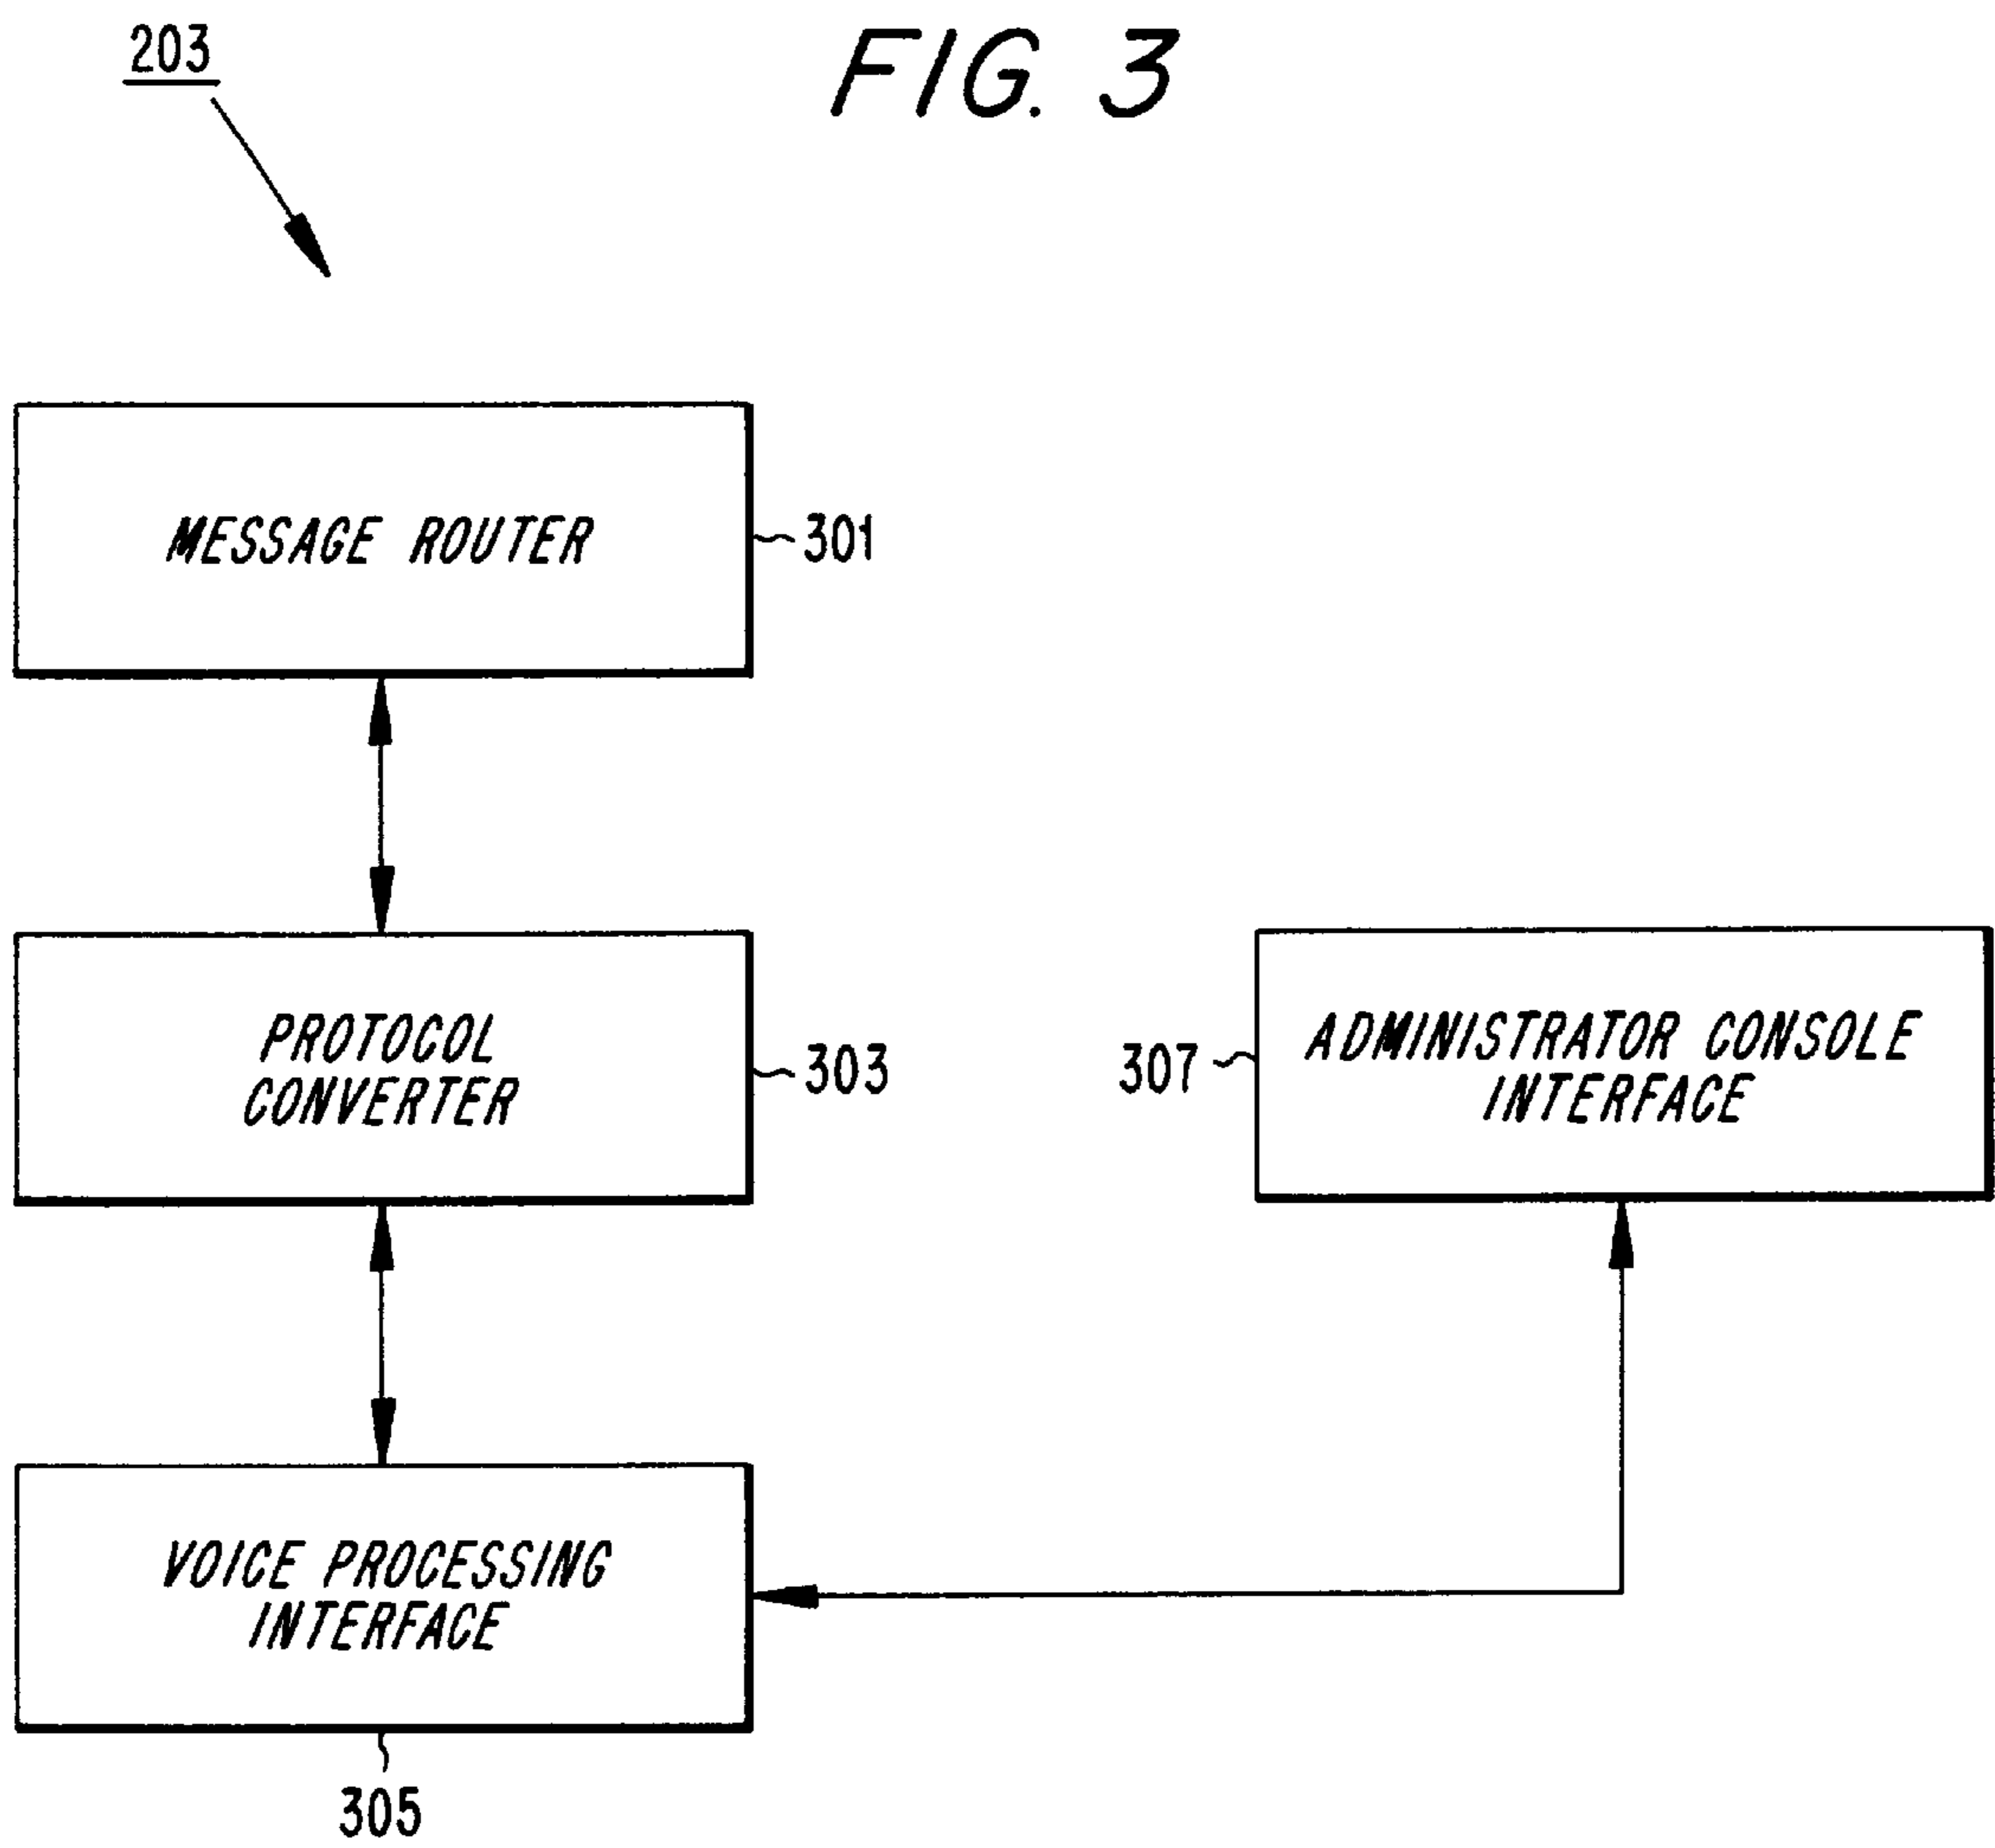 203
FIG. 3
MESSAGE ROUTER
301
PROTOCOL
CONVERTER
303
307
ADMINISTRATOR CONSOLE
INTERFACE
VOICE PROCESSING
INTERFACE
305